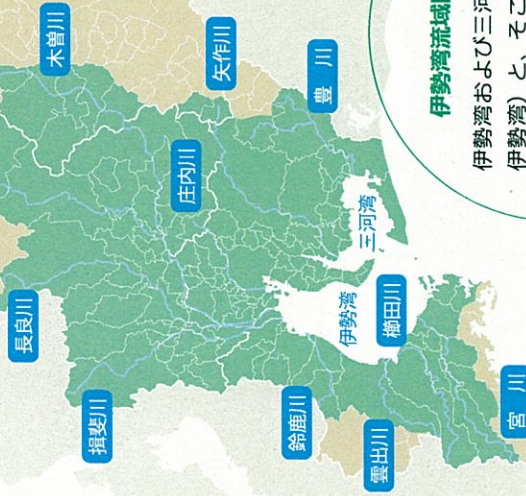 木曽川
矢作川
豊 川
庄内川
長良川
揖斐川
三河湾
伊勢湾
櫛田川
鈴鹿川
雲出川
宮 川
伊勢湾流域
伊勢湾および三河
伊勢湾）と、そこ